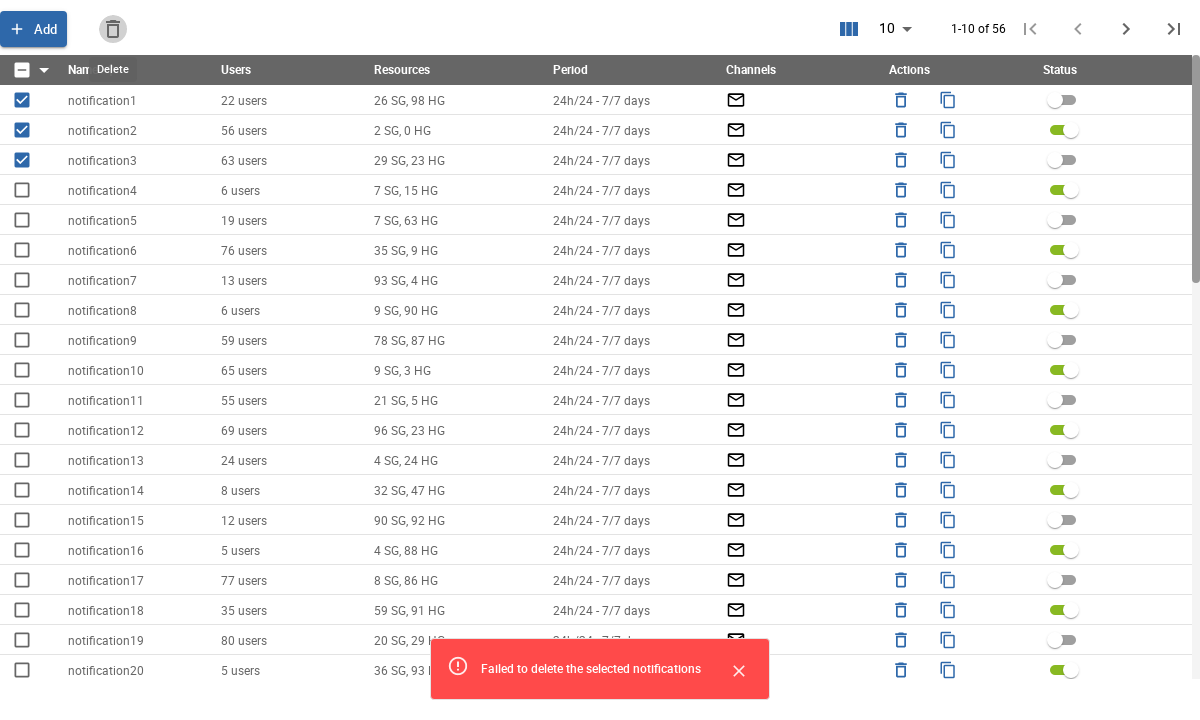 Add 10 1-10 of 56
Delete Users Resources Period Channels Actions Status
notification1 22 users 26 SG, 98 HG 24h/24 - 7/7 days
notification2 56 users 2 SG, 0 HG 24h/24 - 7/7 days
notification3 63 users 29 SG, 23 HG 24h/24 - 7/7 days
notification4 6 users 7 SG, 15 HG 24h/24 - 7/7 days
notification5 19 users 7 SG, 63 HG 24h/24 - 7/7 days
notification6 76 users 35 SG, 9 HG 24h/24 - 7/7 days
notification7 13 users 93 SG, 4 HG 24h/24 - 7/7 days
notification8 6 users 9 SG, 90 HG 24h/24 - 7/7 days
notification9 59 users 78 SG, 87 HG 24h/24 - 7/7 days
notification10 65 users 9 SG, 3 HG 24h/24 - 7/7 days
notification11 55 users 21 SG, 5 HG 24h/24 - 7/7 days
notification12 69 users 96 SG, 23 HG 24h/24 - 7/7 days
notification13 24 users 4 SG, 24 HG 24h/24 - 7/7 days
notification14 8 users 32 SG, 47 HG 24h/24 - 7/7 days
notification15 12 users 90 SG, 92 HG 24h/24 - 7/7 days
notification16 5 users 4 SG, 88 HG 24h/24 - 7/7 days
notification17 77 users 8 SG, 86 HG 24h/24 - 7/7 days
notification18 35 users 59 SG, 91 HG 24h/24 - 7/7 days
notification19 80 users 20 SG, 29
notification20 5 users 36 SG, 93
Failed to delete the selected notifications